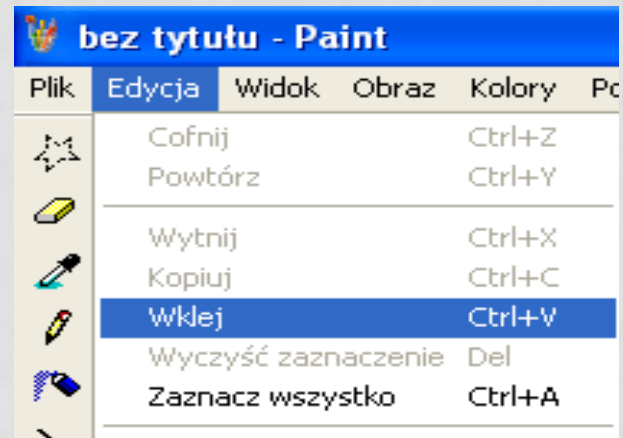 bez tytułu - Paint
Plik Edycja Widok Obraz Kolory
Cofnij Ctrl+Z
Powtórz Ctrl+Y
Wytnij Ctrl+X
Kopiuj Ctrl+C
Wklej Ctrl+V
Wyczyść zaznaczenie Del
Zaznacz wszystko Ctrl+A